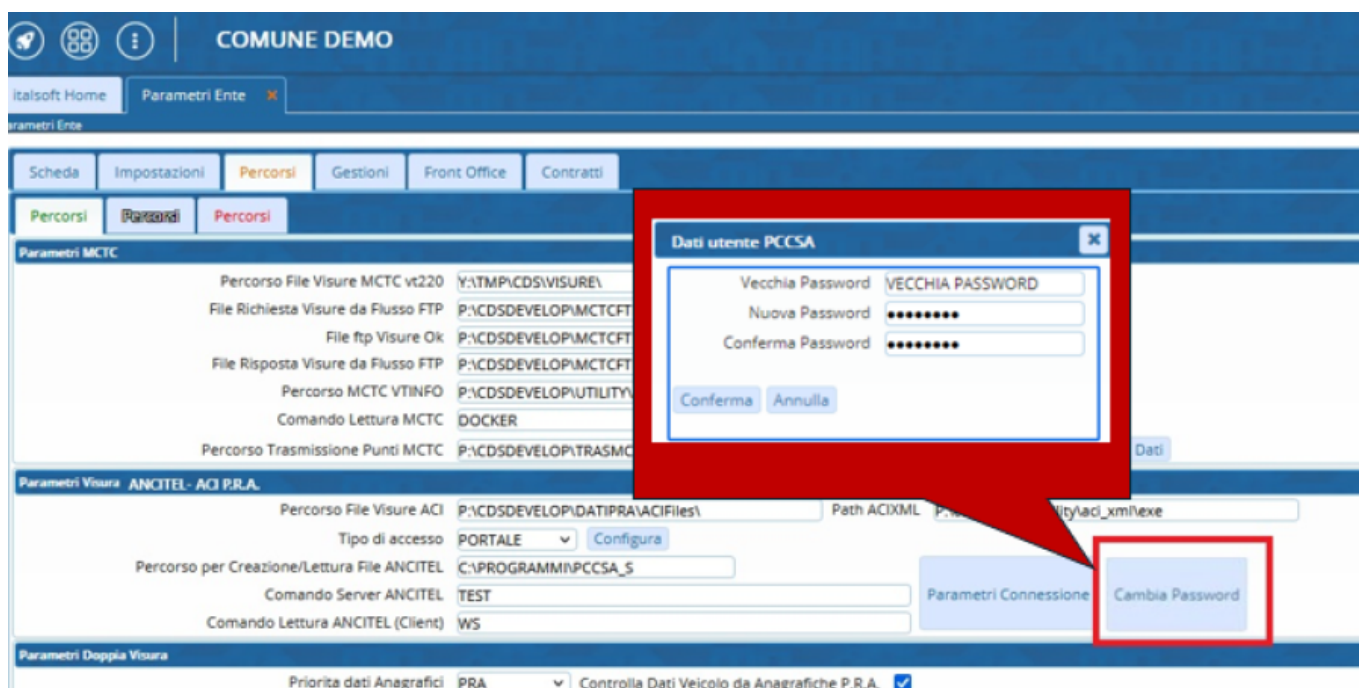 COMUNE DEMO
italsoft Home Parametri Ente
arametri Ente
Scheda Impostazioni Percorsi Gestioni Front Office Contratti
Percorsi Percorsi Percorsi
Parametri MCTC
Percorso File Visure MCTC vt220 Y:\TMP\CDS\VISURE\
File Richiesta Visure da Flusso FTP P:\CDSDEVELOP\MCTCFT
File ftp Visure Ok P:\CDSDEVELOP\MCTCFT
File Risposta Visure da Flusso FTP P:\CDSDEVELOP\MCTCFT
Percorso MCTC VTINFO P:\CDSDEVELOP\UTILITY\
Comando Lettura MCTC DOCKER
Percorso Trasmissione Punti MCTC P:\CDSDEVELOP\TRASMC Dati
Dati utente PCCSA
Vecchia Password VECCHIA PASSWORD
Nuova Password ••••••••
Conferma Password ••••••••
Conferma Annulla
Parametri Visura ANCITEL- ACI P.R.A.
Percorso File Visure ACI P:\CDSDEVELOP\DATIPRA\ACIFiles\ Path ACIXML P:\ lity\aci_xml\exe
Tipo di accesso PORTALE Configura
Percorso per Creazione/Lettura File ANCITEL C:\PROGRAMMI\PCCSA_S
Comando Server ANCITEL TEST Parametri Connessione Cambia Password
Comando Lettura ANCITEL (Client) WS
Parametri Doppia Visura
Priorita dati Anagrafici PRA Controlla Dati Veicolo da Anagrafiche P.R.A.